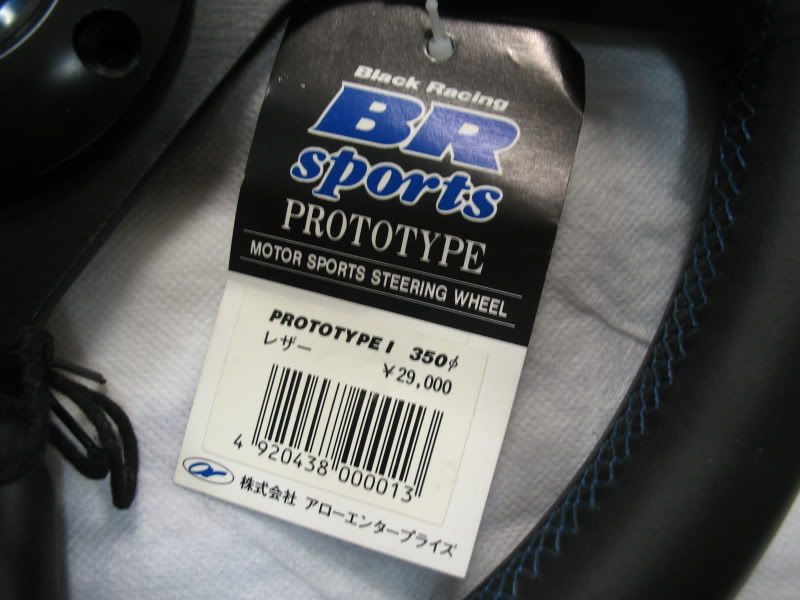 Black Racing
BR
sports
PROTOTYPE
MOTOR SPORTS STEERING WHEEL
PROTOTYPE I 350φ
レザー
¥29,000
4 920438 000013
株式会社 アローエンタープライズ